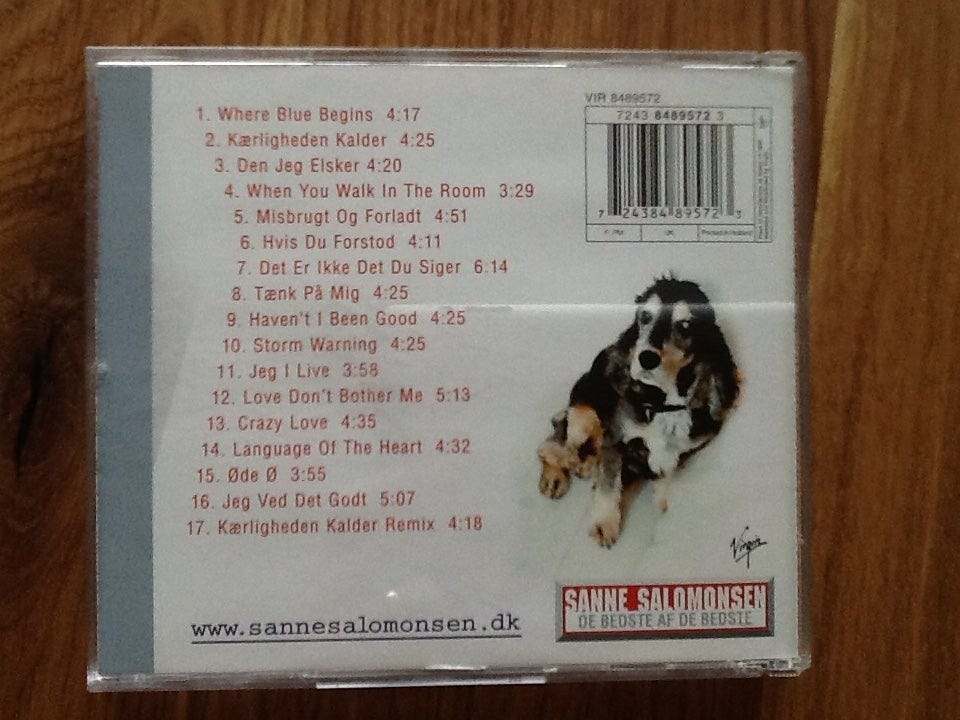 1. Where Blue Begins 4:17
2. Kærligheden Kalder 4:25
3. Den Jeg Elsker 4:20
4. When You Walk In The Room 3:29
5. Misbrugt Og Forladt 4:51
6. Hvis Du Forstod 4:11
7. Det Er Ikke Det Du Siger 6:14
8. Tænk På Mig 4:25
9. Haven't I Been Good 4:25
10. Storm Warning 4:25
11. Jeg I Live 3:58
12. Love Don't Bother Me 5:13
13. Crazy Love 4:35
14. Language Of The Heart 4:32
15. Øde Ø 3:55
16. Jeg Ved Det Godt 5:07
17. Kærligheden Kalder Remix 4:18
www.sannesalomonsen.dk
VIR 8489572
7243 8489572 3
7 24384 89572 3
Printed in Holland
Virgin
SANNE SALOMONSEN
DE BEDSTE AF DE BEDSTE